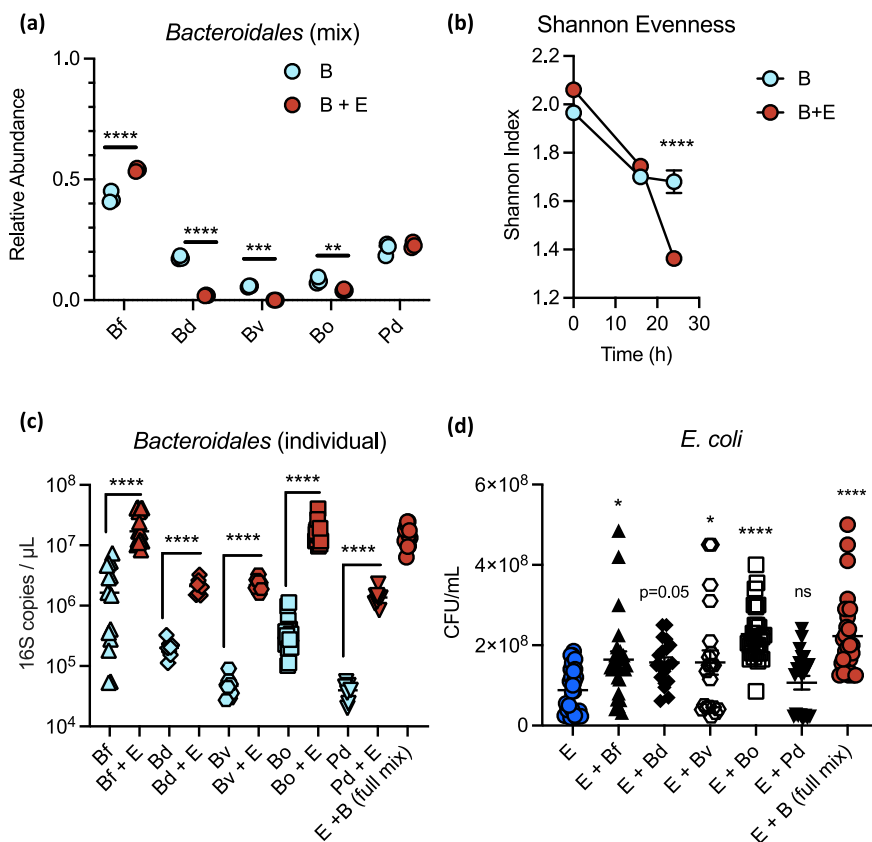 (a)
Bacteroidales (mix)
Relative Abundance
1.0
0.5
0.0
B
B + E
****
****
***
**
Bf
Bd
Bv
Bo
Pd
(b)
Shannon Evenness
Shannon Index
2.2
2.0
1.8
1.6
1.4
1.2
B
B+E
****
0
10
20
30
Time (h)
(c)
Bacteroidales (individual)
16S copies / µL
10⁸
10⁷
10⁶
10⁵
10⁴
****
****
****
****
****
Bf
Bf + E
Bd
Bd + E
Bv
Bv + E
Bo
Bo + E
Pd
Pd + E
E +B (full mix)
(d)
E. coli
CFU/mL
6×10⁸
4×10⁸
2×10⁸
0
*
p=0.05
*
****
ns
****
E
E + Bf
E + Bd
E + Bv
E + Bo
E + Pd
E + B (full mix)